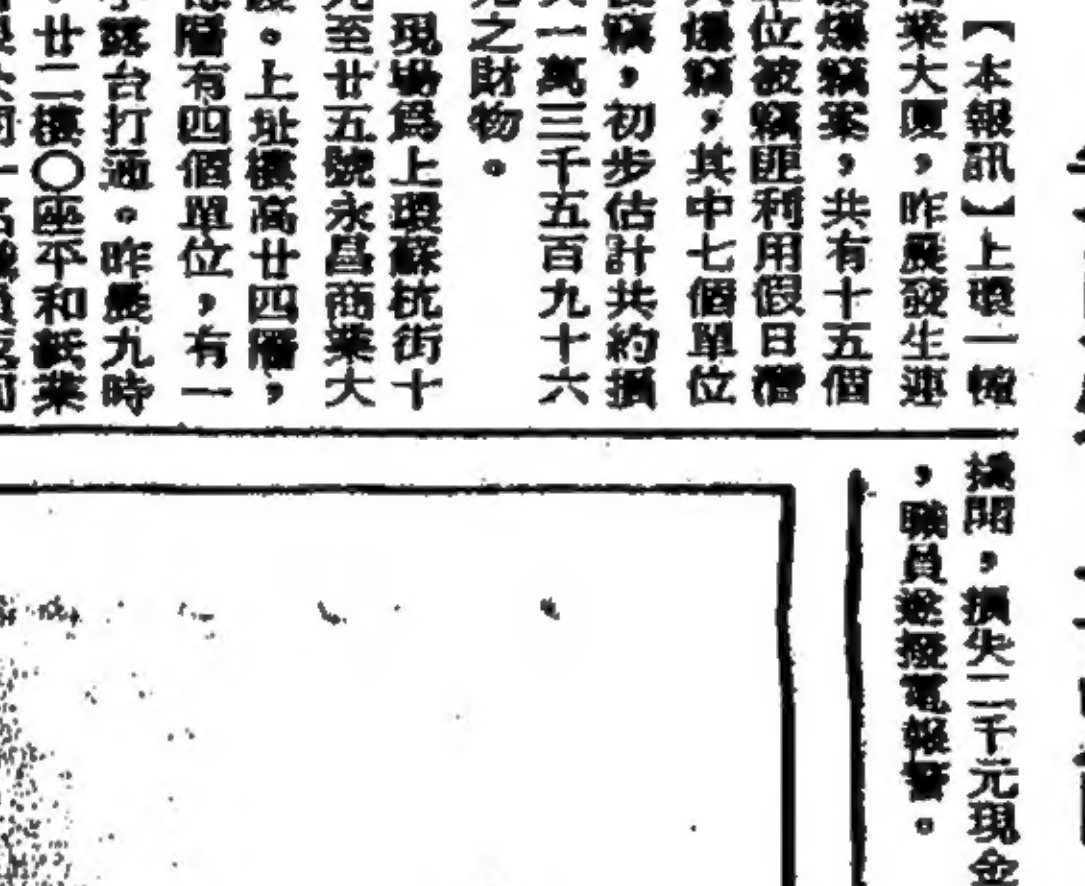 【本報訊】上環一幢
商業大廈，昨晨發生連
環爆竊案，共有十五個
單位被竊匪利用假日潛
入爆竊，其中七個單位
被竊，初步估計共約損
失一萬三千五百九十六
元之財物。
現場爲上環蘇杭街十
九至廿五號永昌商業大
廈。上址樓高廿四層，
每層有四個單位，有一
小露台打通。昨晨九時
，廿二樓〇座平和紙業
撬開，損失二千元現金
，職員遂撥電報警。